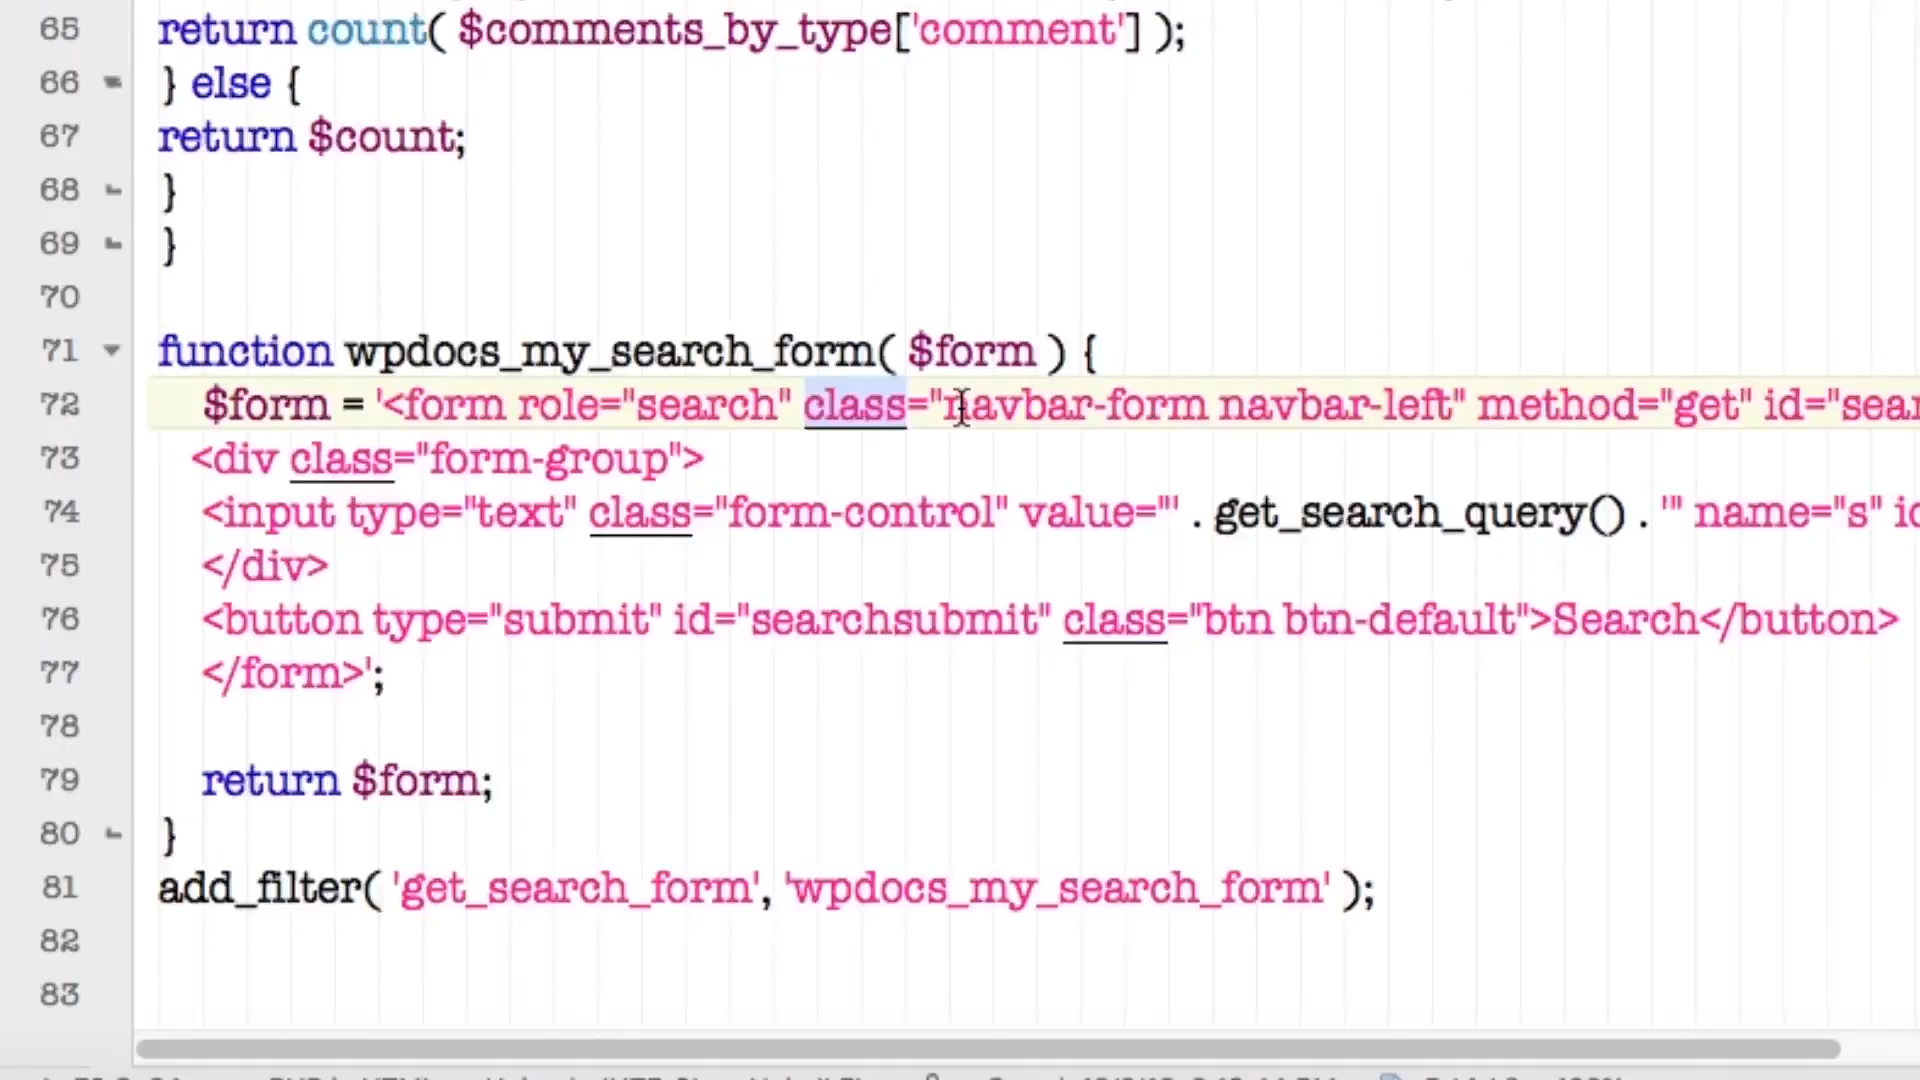 65 return count( $comments_by_type['comment'] );
66 } else {
67 return $count;
68 }
69 }
70
71 function wpdocs_my_search_form( $form ) {
72 $form = '<form role="search" class="navbar-form navbar-left" method="get" id="sear
73 <div class="form-group">
74 <input type="text" class="form-control" value="' . get_search_query() . '" name="s" id
75 </div>
76 <button type="submit" id="searchsubmit" class="btn btn-default">Search</button>
77 </form>';
78
79 return $form;
80 }
81 add_filter( 'get_search_form', 'wpdocs_my_search_form' );
82
83